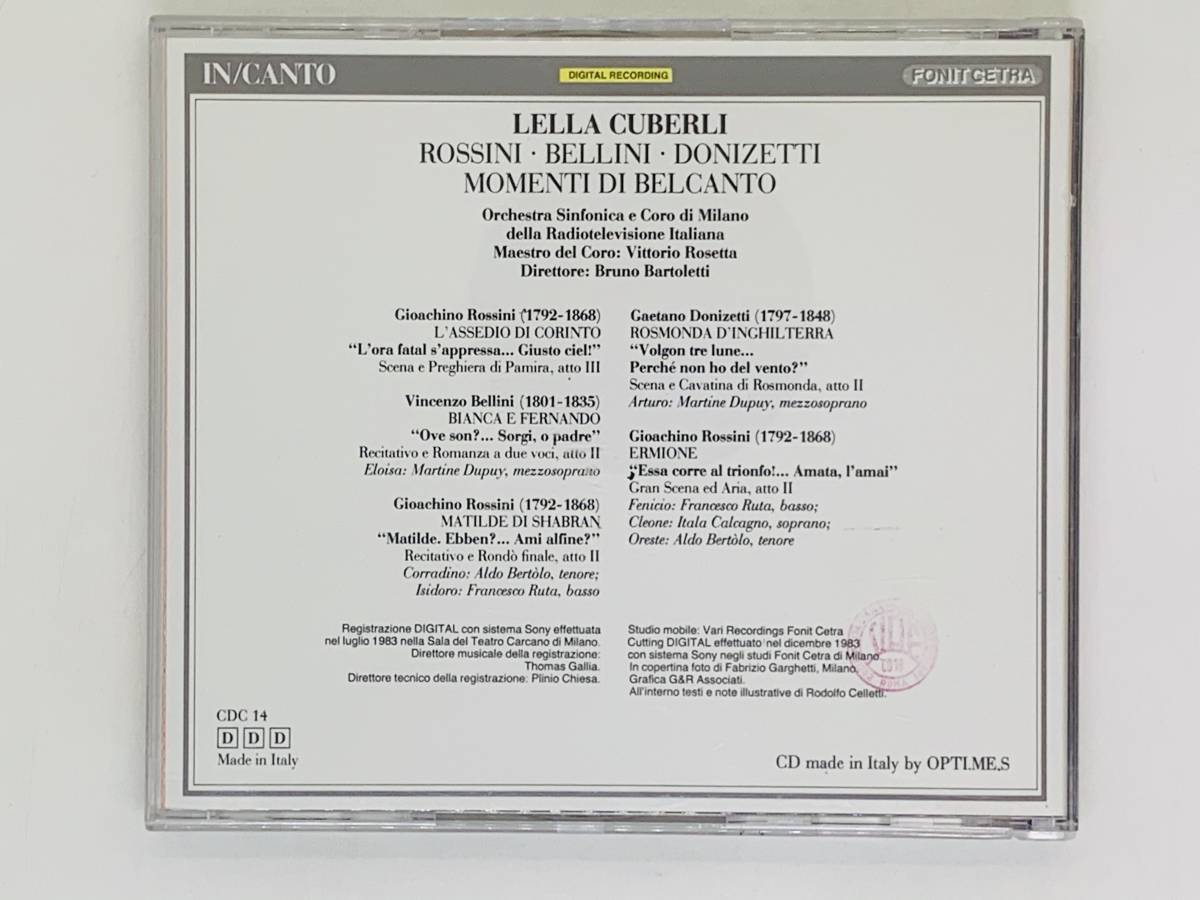 IN/CANTO
DIGITAL RECORDING
FONIT CETRA
LELLA CUBERLI
ROSSINI · BELLINI · DONIZETTI
MOMENTI DI BELCANTO
Orchestra Sinfonica e Coro di Milano
della Radiotelevisione Italiana
Maestro del Coro: Vittorio Rosetta
Direttore: Bruno Bartoletti
Gioachino Rossini (1792-1868)
L'ASSEDIO DI CORINTO
“L'ora fatal s'appressa... Giusto ciel!”
Scena e Preghiera di Pamira, atto III
Vincenzo Bellini (1801-1835)
BIANCA E FERNANDO
“Ove son?... Sorgi, o padre”
Recitativo e Romanza a due voci, atto II
Eloisa: Martine Dupuy, mezzosoprano
Gioachino Rossini (1792-1868)
MATILDE DI SHABRAN
“Matilde. Ebben?... Ami alfine?”
Recitativo e Rondò finale, atto II
Corradino: Aldo Bertòlo, tenore;
Isidoro: Francesco Ruta, basso
Gaetano Donizetti (1797-1848)
ROSMONDA D'INGHILTERRA
“Volgon tre lune...
Perché non ho del vento?”
Scena e Cavatina di Rosmonda, atto II
Arturo: Martine Dupuy, mezzosoprano
Gioachino Rossini (1792-1868)
ERMIONE
“Essa corre al trionfo!... Amata, l'amai”
Gran Scena ed Aria, atto II
Fenicio: Francesco Ruta, basso;
Cleone: Itala Calcagno, soprano;
Oreste: Aldo Bertòlo, tenore
Registrazione DIGITAL con sistema Sony effettuata
nel luglio 1983 nella Sala del Teatro Carcano di Milano.
Direttore musicale della registrazione:
Thomas Gallia.
Direttore tecnico della registrazione: Plinio Chiesa.
Studio mobile: Vari Recordings Fonit Cetra
Cutting DIGITAL effettuato nel dicembre 1983
con sistema Sony negli studi Fonit Cetra di Milano.
In copertina foto di Fabrizio Garghetti, Milano.
Grafica G&R Associati.
All'interno testi e note illustrative di Rodolfo Celletti.
CDC 14
D D D
Made in Italy
CD made in Italy by OPTI.ME.S